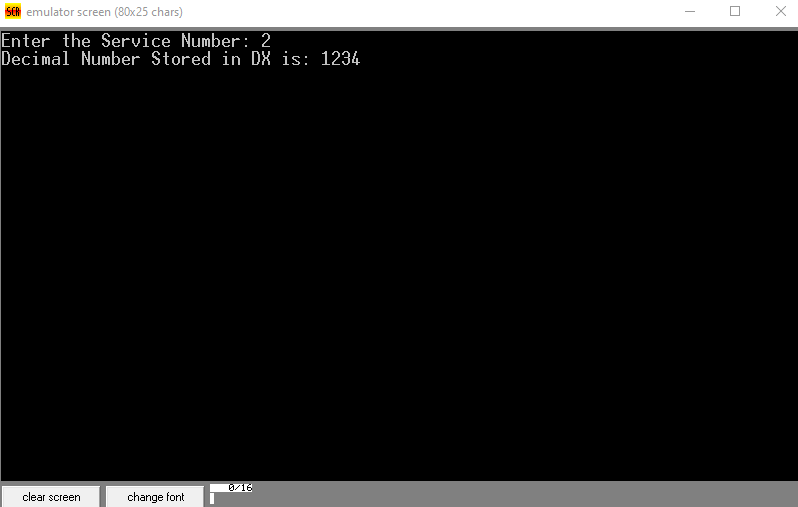 SCR emulator screen (80x25 chars)
Enter the Service Number: 2
Decimal Number Stored in DX is: 1234
clear screen change font 0/16